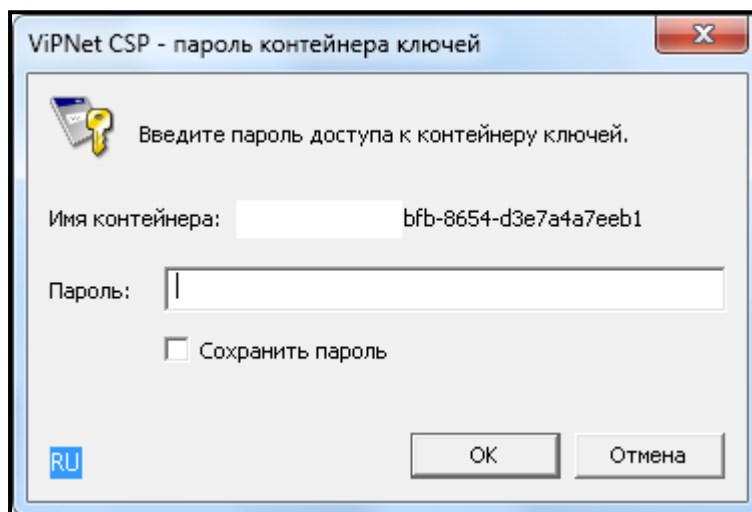 ViPNet CSP - пароль контейнера ключей
Введите пароль доступа к контейнеру ключей.
Имя контейнера: bfb-8654-d3e7a4a7eeb1
Пароль:
Сохранить пароль
RU
OK
Отмена